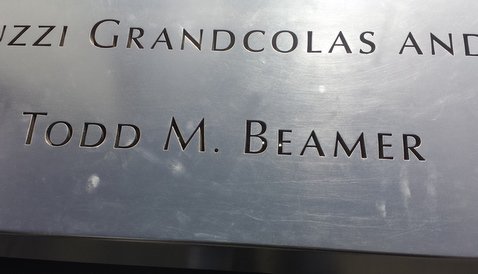 Grandcolas and
Todd M. Beamer